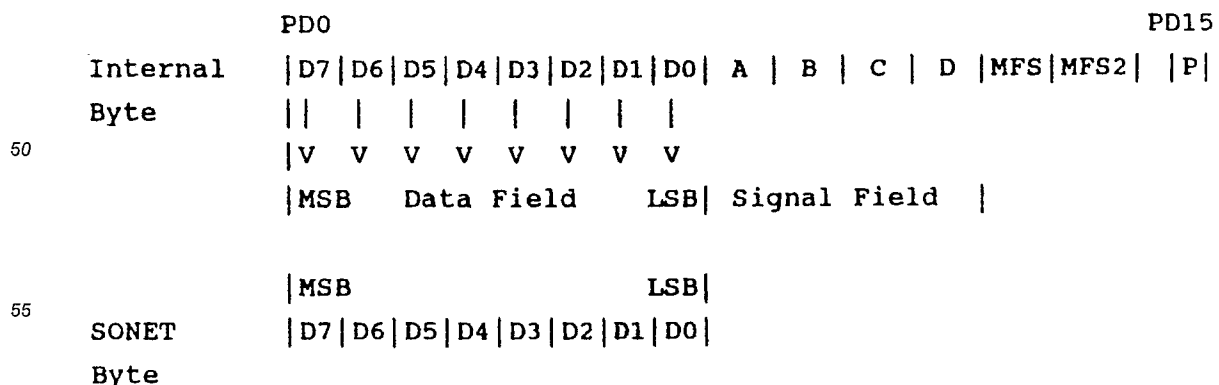 PD0 PD15
Internal |D7|D6|D5|D4|D3|D2|D1|D0| A | B | C | D |MFS|MFS2| |P|
Byte || | | | | | | |
50 |V V V V V V V V
|MSB Data Field LSB| Signal Field |
|MSB LSB|
55
SONET |D7|D6|D5|D4|D3|D2|D1|D0|
Byte